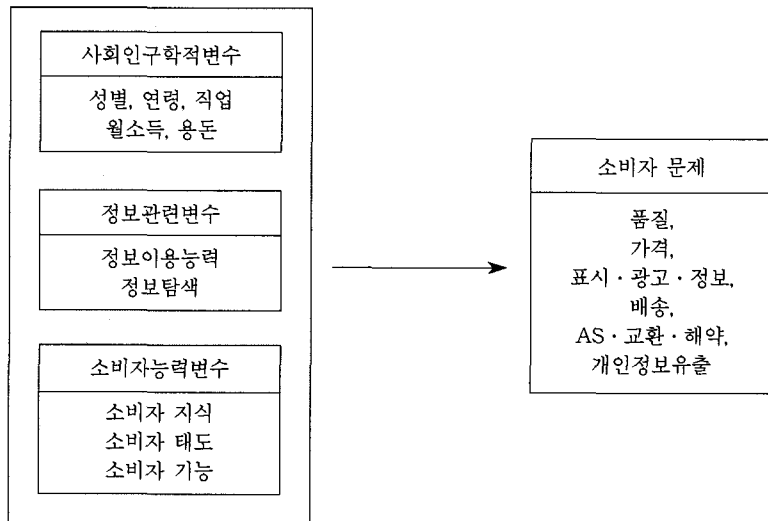 사회인구학적변수
성별, 연령, 직업
월소득, 용돈
정보관련변수
정보이용능력
정보탐색
소비자능력변수
소비자 지식
소비자 태도
소비자 기능
소비자 문제
품질,
가격,
표시·광고·정보,
배송,
AS·교환·해약,
개인정보유출